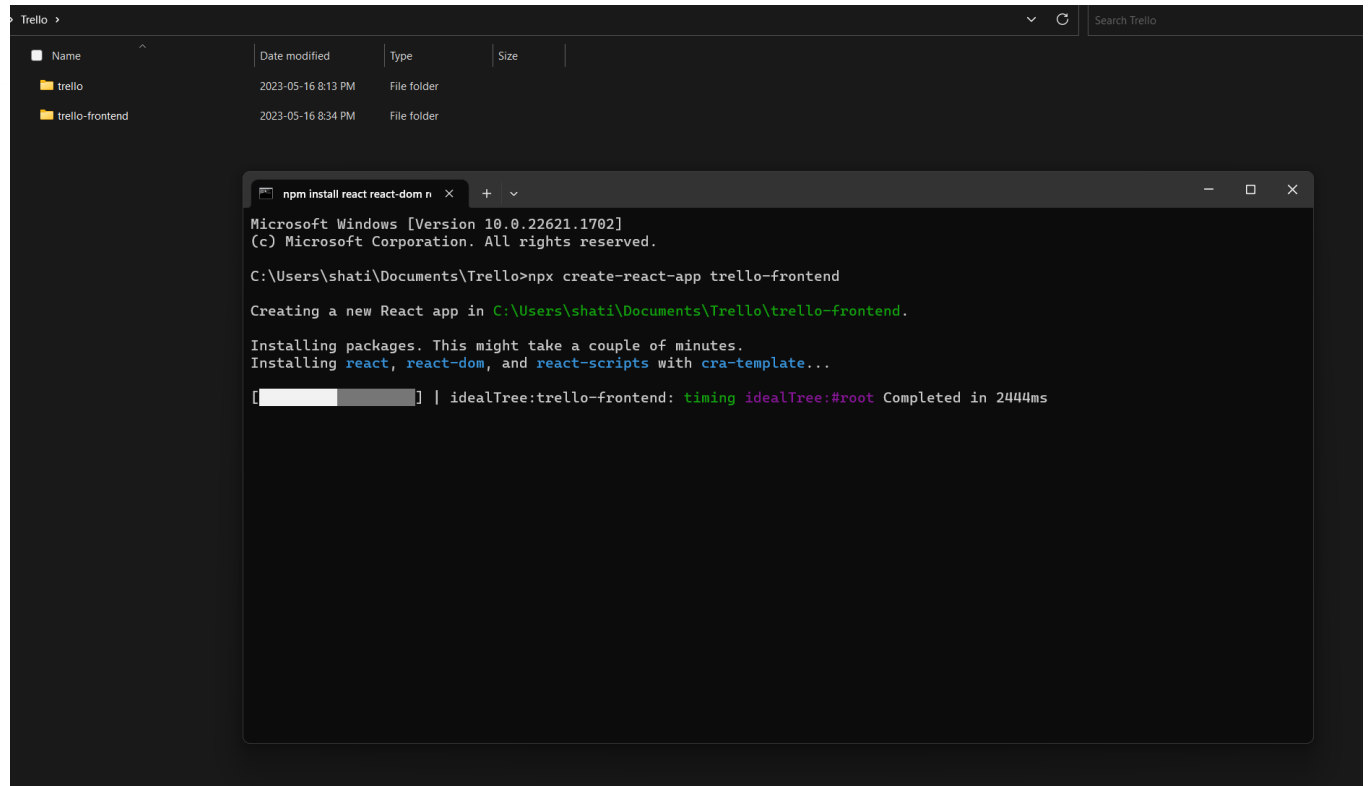 Trello
Search Trello
Name Date modified Type Size
trello 2023-05-16 8:13 PM File folder
trello-frontend 2023-05-16 8:34 PM File folder
npm install react react-dom
Microsoft Windows [Version 10.0.22621.1702]
(c) Microsoft Corporation. All rights reserved.
C:\Users\shati\Documents\Trello>npx create-react-app trello-frontend
Creating a new React app in C:\Users\shati\Documents\Trello\trello-frontend.
Installing packages. This might take a couple of minutes.
Installing react, react-dom, and react-scripts with cra-template...
[ ] | idealTree:trello-frontend: timing idealTree:#root Completed in 2444ms